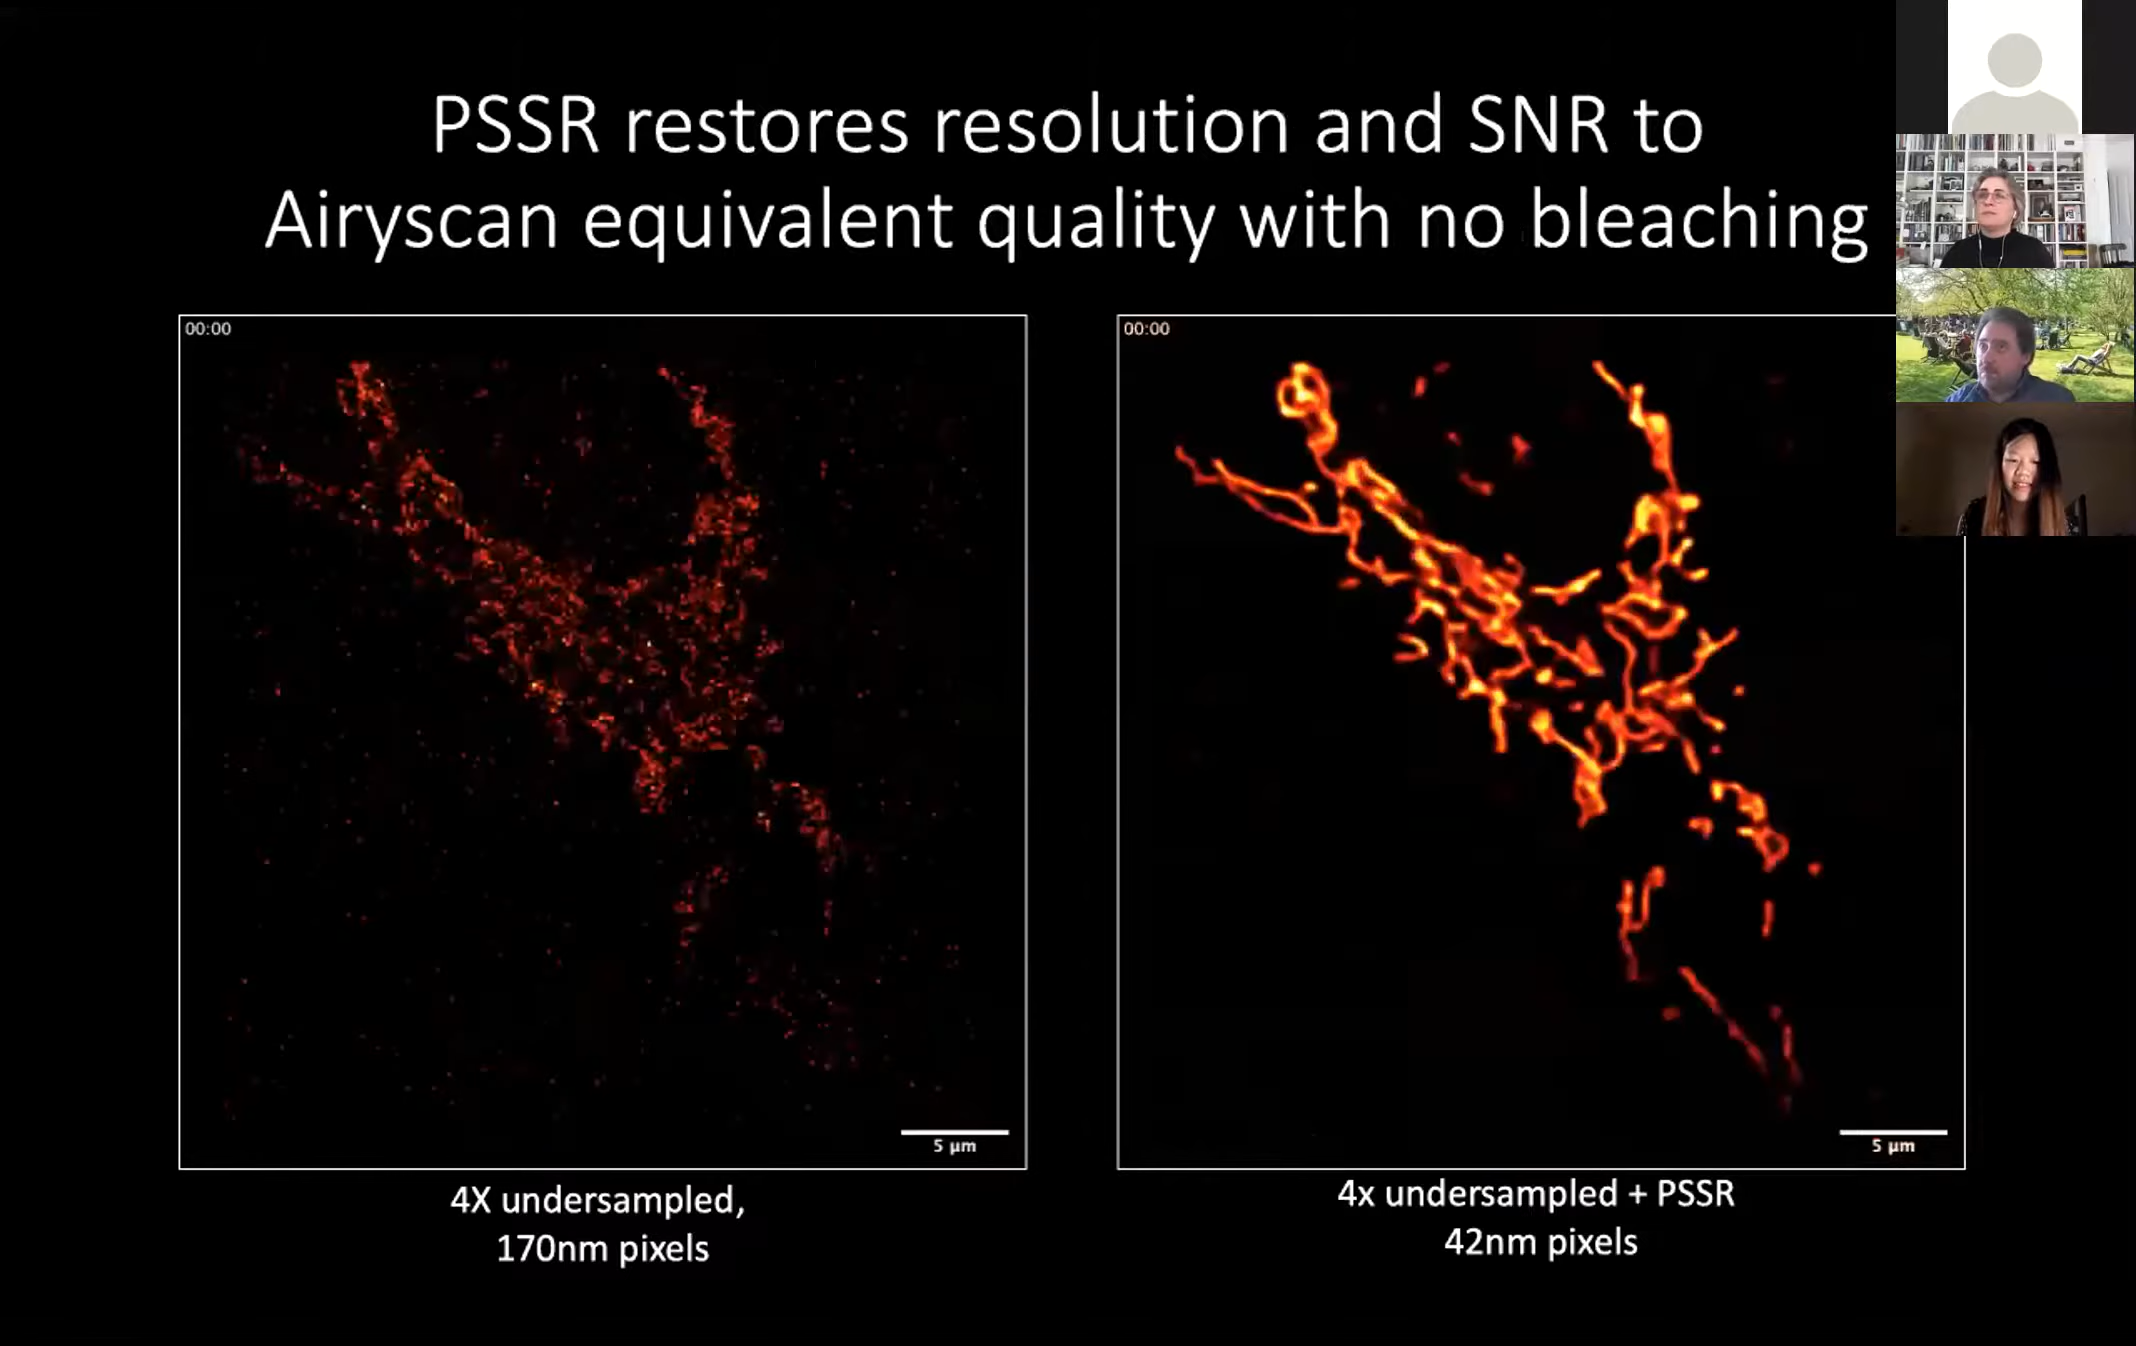 PSSR restores resolution and SNR to
Airyscan equivalent quality with no bleaching
00:00
00:00
5 µm
5 µm
4X undersampled,
170nm pixels
4x undersampled + PSSR
42nm pixels